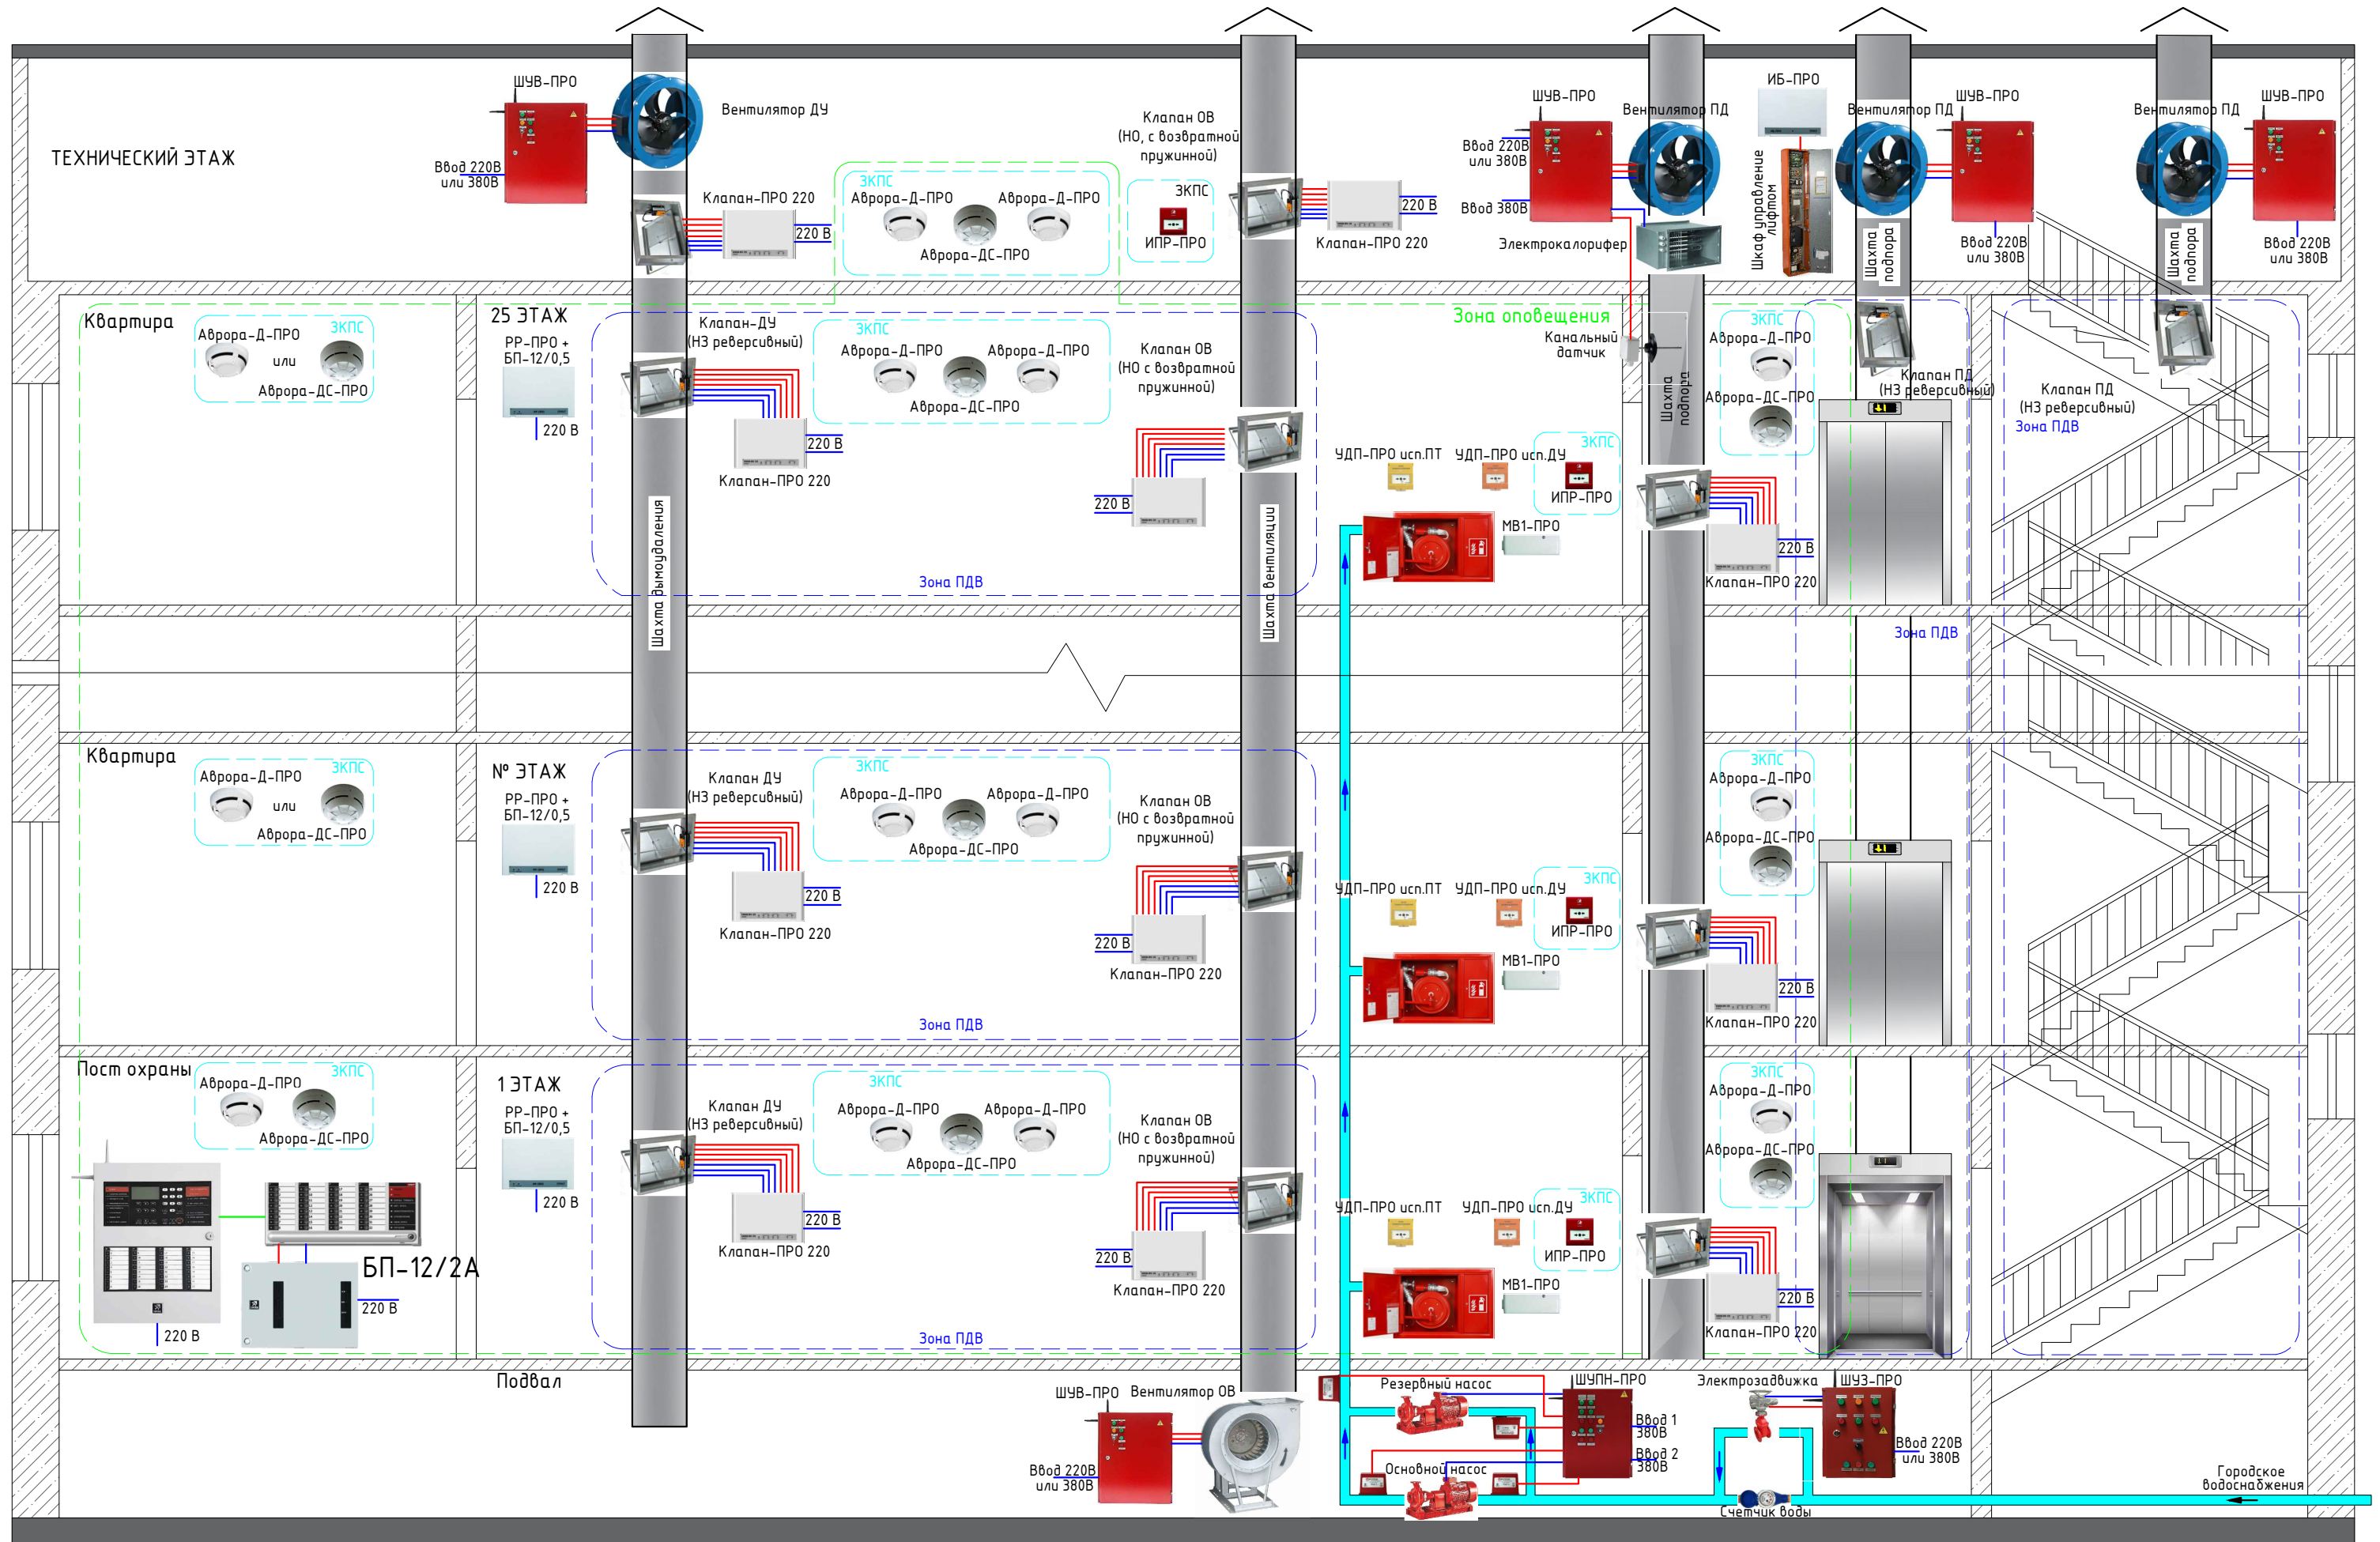 ТЕХНИЧЕСКИЙ ЭТАЖ
ШУВ-ПРО
Ввод 220В
или 380В
Вентилятор ДУ
Клапан-ПРО 220
220 В
ЗКПС
Аврора-Д-ПРО
Аврора-Д-ПРО
Аврора-ДС-ПРО
Клапан ОВ
(НО, с возвратной
пружинной)
ЗКПС
ИПР-ПРО
220 В
Клапан-ПРО 220
ШУВ-ПРО
Ввод 220В
или 380В
Ввод 380В
Вентилятор ПД
Электрокалорифер
ИБ-ПРО
Шкаф управление
лифтом
Вентилятор ПД
Шахта
подпора
ШУВ-ПРО
Ввод 220В
или 380В
Вентилятор ПД
Шахта
подпора
ШУВ-ПРО
Ввод 220В
или 380В
Квартира
Аврора-Д-ПРО
ЗКПС
или
Аврора-ДС-ПРО
25 ЭТАЖ
РР-ПРО +
БП-12/0,5
220 В
Клапан-ДУ
(НЗ реверсивный)
220 В
Клапан-ПРО 220
ЗКПС
Аврора-Д-ПРО
Аврора-Д-ПРО
Аврора-ДС-ПРО
Клапан ОВ
(НО с возвратной
пружинной)
220 В
Зона ПДВ
Шахта дымоудаления
Шахта вентиляции
Зона оповещения
Канальный
датчик
Шахта
подпора
УДП-ПРО исп.ПТ
УДП-ПРО исп.ДУ
ЗКПС
ИПР-ПРО
МВ1-ПРО
ЗКПС
Аврора-Д-ПРО
Аврора-ДС-ПРО
220 В
Клапан-ПРО 220
Клапан ПД
(НЗ реверсивный)
Клапан ПД
(НЗ реверсивный)
Зона ПДВ
Зона ПДВ
Квартира
Аврора-Д-ПРО
ЗКПС
или
Аврора-ДС-ПРО
№ ЭТАЖ
РР-ПРО +
БП-12/0,5
220 В
Клапан ДУ
(НЗ реверсивный)
220 В
Клапан-ПРО 220
ЗКПС
Аврора-Д-ПРО
Аврора-Д-ПРО
Аврора-ДС-ПРО
Клапан ОВ
(НО с возвратной
пружинной)
220 В
Клапан-ПРО 220
Зона ПДВ
УДП-ПРО исп.ПТ
УДП-ПРО исп.ДУ
ЗКПС
ИПР-ПРО
МВ1-ПРО
ЗКПС
Аврора-Д-ПРО
Аврора-ДС-ПРО
220 В
Клапан-ПРО 220
Пост охраны
Аврора-Д-ПРО
ЗКПС
Аврора-ДС-ПРО
БП-12/2А
220 В
220 В
1 ЭТАЖ
РР-ПРО +
БП-12/0,5
220 В
Клапан ДУ
(НЗ реверсивный)
220 В
Клапан-ПРО 220
ЗКПС
Аврора-Д-ПРО
Аврора-Д-ПРО
Аврора-ДС-ПРО
Клапан ОВ
(НО с возвратной
пружинной)
220 В
Клапан-ПРО 220
Зона ПДВ
УДП-ПРО исп.ПТ
УДП-ПРО исп.ДУ
ЗКПС
ИПР-ПРО
МВ1-ПРО
ЗКПС
Аврора-Д-ПРО
Аврора-ДС-ПРО
220 В
Клапан-ПРО 220
Подвал
ШУВ-ПРО
Вентилятор ОВ
Ввод 220В
или 380В
Резервный насос
Основной насос
ШУПН-ПРО
Ввод 1
380В
Ввод 2
380В
Электрозадвижка
ШУЗ-ПРО
Ввод 220В
или 380В
Счетчик воды
Городское
водоснабжения